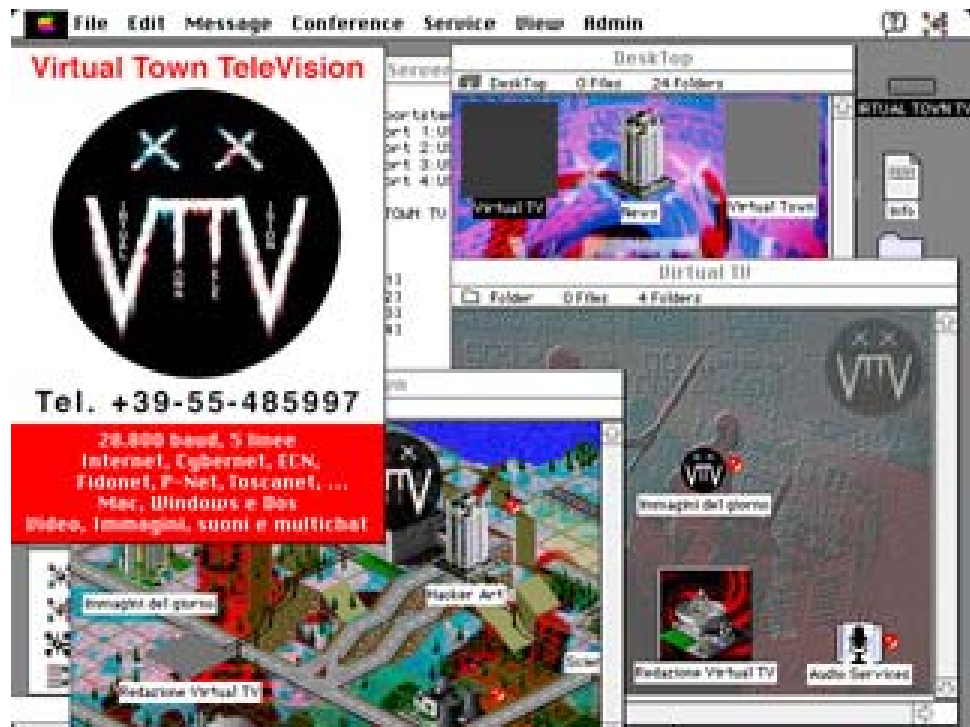 File Edit Message Conference Service View Admin
Virtual Town TeleVision
VTTV
Tel. +39-55-485997
28.800 baud, 5 linee
Internet, Cybernet, ECN,
Fidonet, P-Net, Toscanet, ...
Mac, Windows e Dos
Video, immagini, suoni e multichat
Server
TOWN TV
DeskTop
DeskTop 0 Files 24 Folders
Virtual TV
News
Virtual Town
Info
Virtual TV
Folder 0 Files 4 Folders
VTTV
Immagini del giorno
Redazione Virtual TV
Audio Services
Immagini del giorno
Hacker Art
Redazione Virtual TV